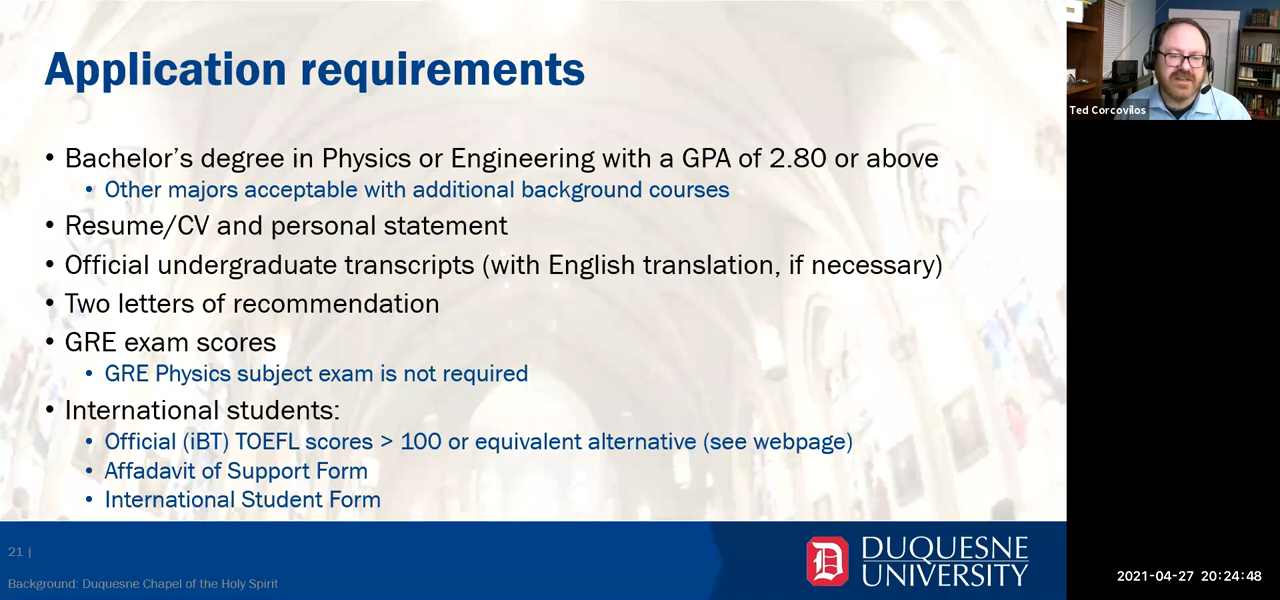 Application requirements
• Bachelor's degree in Physics or Engineering with a GPA of 2.80 or above
• Other majors acceptable with additional background courses
• Resume/CV and personal statement
• Official undergraduate transcripts (with English translation, if necessary)
• Two letters of recommendation
• GRE exam scores
• GRE Physics subject exam is not required
• International students:
• Official (iBT) TOEFL scores > 100 or equivalent alternative (see webpage)
• Affadavit of Support Form
• International Student Form
21 |
Background: Duquesne Chapel of the Holy Spirit
D
DUQUESNE
UNIVERSITY
Ted Corcovilos
2021-04-27 20:24:48